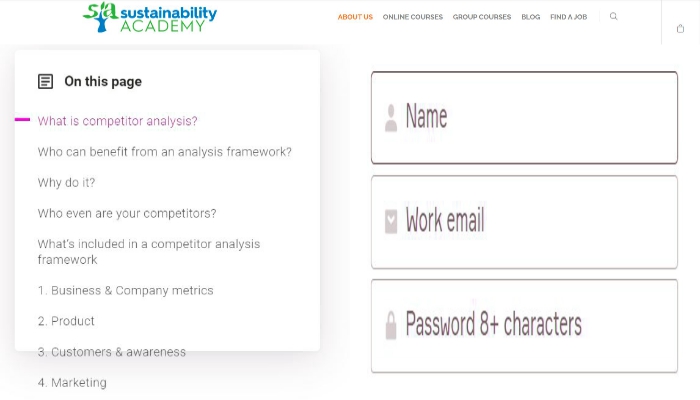 sja sustainability
ACADEMY
ABOUT US ONLINE COURSES GROUP COURSES BLOG FIND A JOB
On this page
What is competitor analysis?
Who can benefit from an analysis framework?
Why do it?
Who even are your competitors?
What's included in a competitor analysis
framework
1. Business & Company metrics
2. Product
3. Customers & awareness
4. Marketing
Name
Work email
Password 8+ characters